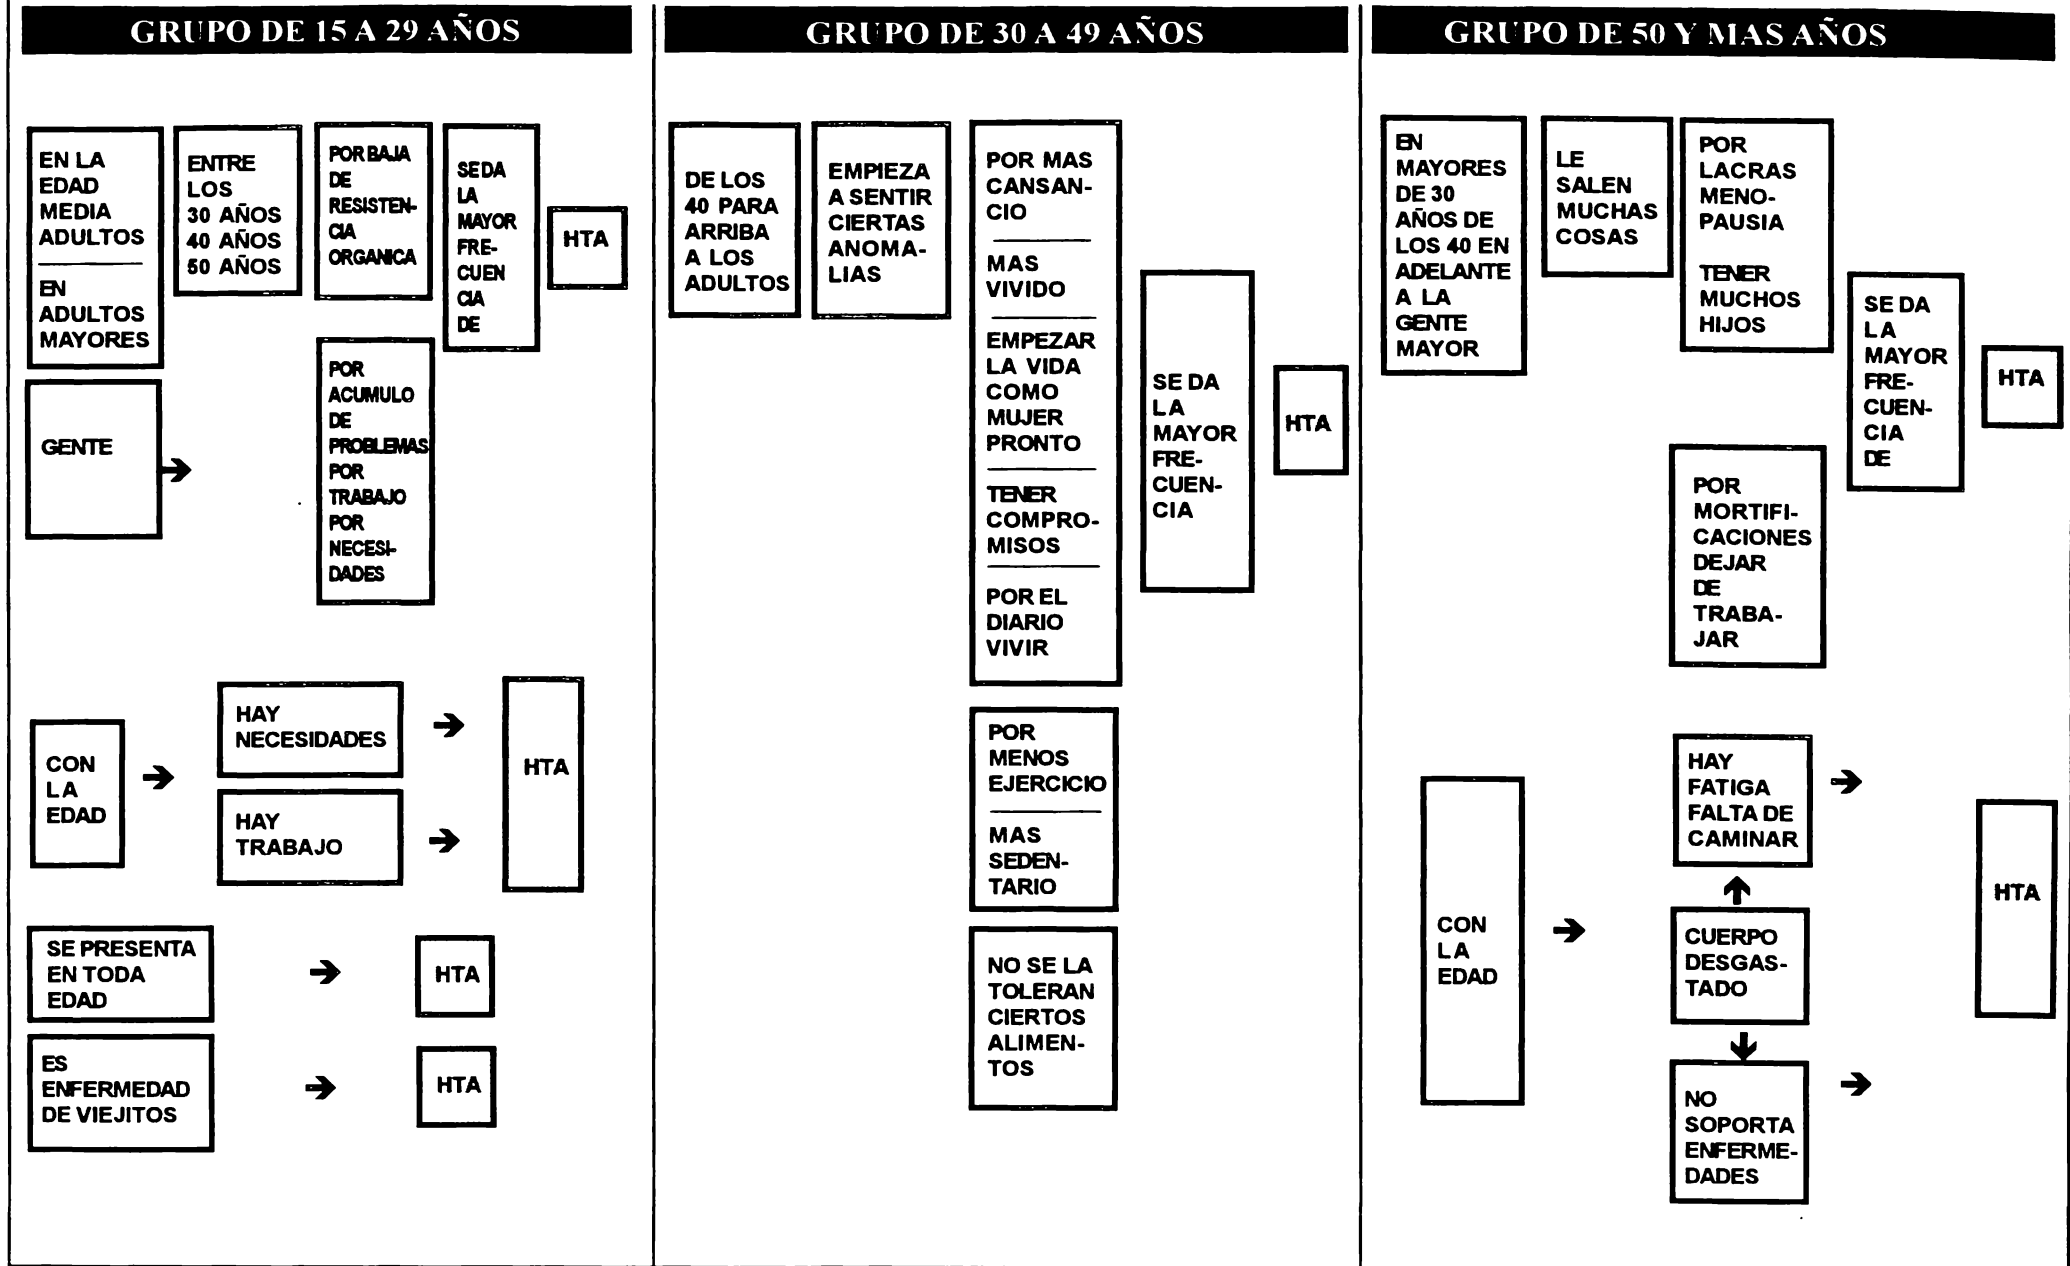 GRUPO DE 15 A 29 AÑOS
EN LA
EDAD
MEDIA
ADULTOS
EN
ADULTOS
MAYORES
ENTRE
LOS
30 AÑOS
40 AÑOS
50 AÑOS
POR BAJA
DE
RESISTEN-
CIA
ORGANICA
SE DA
LA
MAYOR
FRE-
CUEN
CIA
DE
HTA
GENTE
POR
ACUMULO
DE
PROBLEMAS
POR
TRABAJO
POR
NECESI-
DADES
CON
LA
EDAD
HAY
NECESIDADES
HAY
TRABAJO
HTA
SE PRESENTA
EN TODA
EDAD
HTA
ES
ENFERMEDAD
DE VIEJITOS
HTA
GRUPO DE 30 A 49 AÑOS
DE LOS
40 PARA
ARRIBA
A LOS
ADULTOS
EMPIEZA
A SENTIR
CIERTAS
ANOMA-
LIAS
POR MAS
CANSAN-
CIO
MAS
VIVIDO
EMPEZAR
LA VIDA
COMO
MUJER
PRONTO
TENER
COMPRO-
MISOS
POR EL
DIARIO
VIVIR
SE DA
LA
MAYOR
FRE-
CUEN-
CIA
HTA
POR
MENOS
EJERCICIO
MAS
SEDEN-
TARIO
NO SE LA
TOLERAN
CIERTOS
ALIMEN-
TOS
GRUPO DE 50 Y MAS AÑOS
EN
MAYORES
DE 30
AÑOS DE
LOS 40 EN
ADELANTE
A LA
GENTE
MAYOR
LE
SALEN
MUCHAS
COSAS
POR
LACRAS
MENO-
PAUSIA
TENER
MUCHOS
HIJOS
SE DA
LA
MAYOR
FRE-
CUEN-
CIA
DE
HTA
POR
MORTIFI-
CACIONES
DEJAR
DE
TRABA-
JAR
CON
LA
EDAD
HAY
FATIGA
FALTA DE
CAMINAR
CUERPO
DESGAS-
TADO
NO
SOPORTA
ENFERME-
DADES
HTA